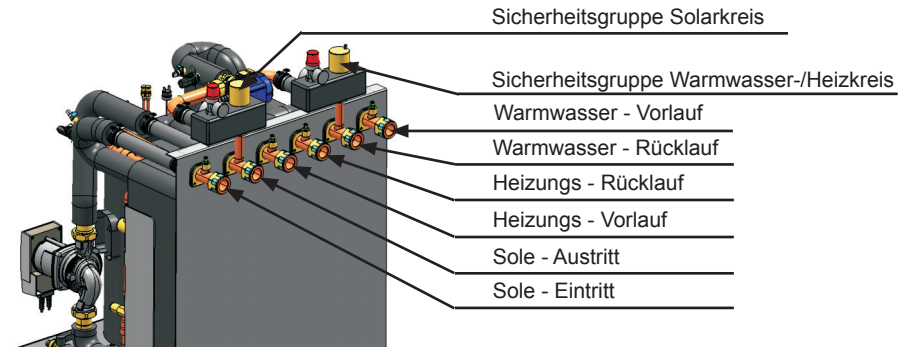 Sicherheitsgruppe Solarkreis
Sicherheitsgruppe Warmwasser-/Heizkreis
Warmwasser - Vorlauf
Warmwasser - Rücklauf
Heizungs - Rücklauf
Heizungs - Vorlauf
Sole - Austritt
Sole - Eintritt